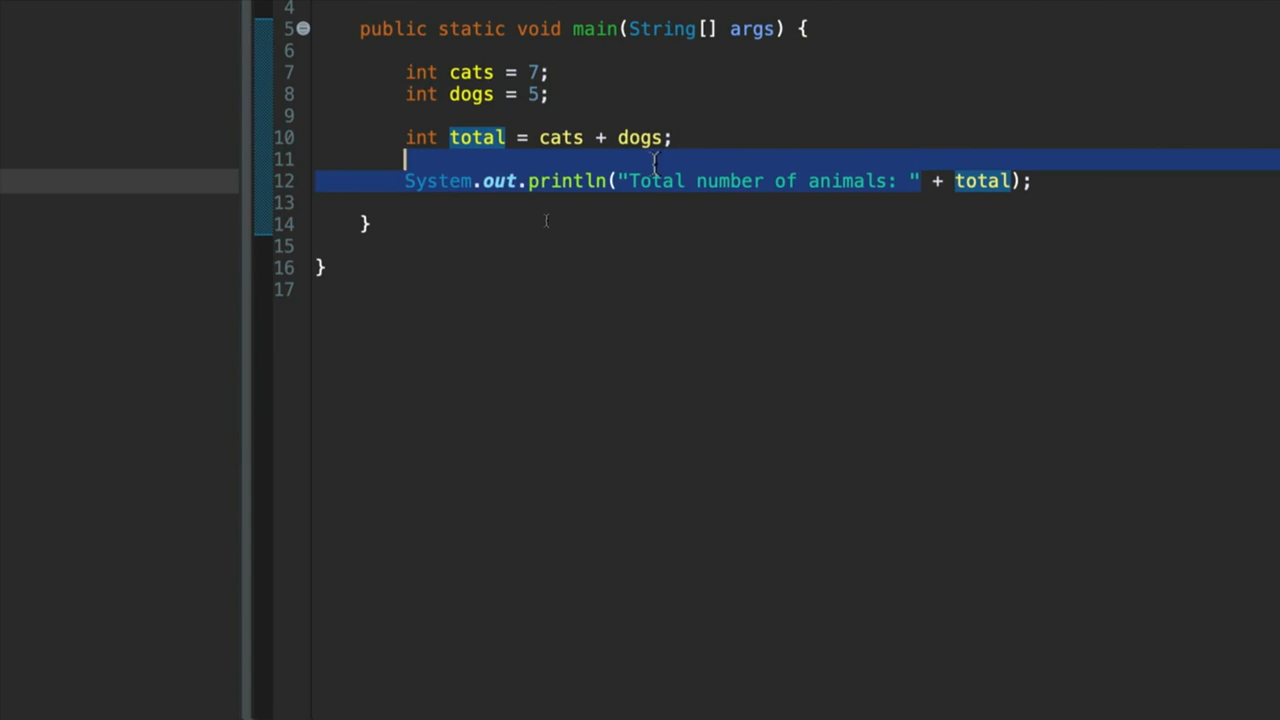 4
5 public static void main(String[] args) {
6
7 int cats = 7;
8 int dogs = 5;
9
10 int total = cats + dogs;
11
12 System.out.println("Total number of animals: " + total);
13
14 }
15
16 }
17